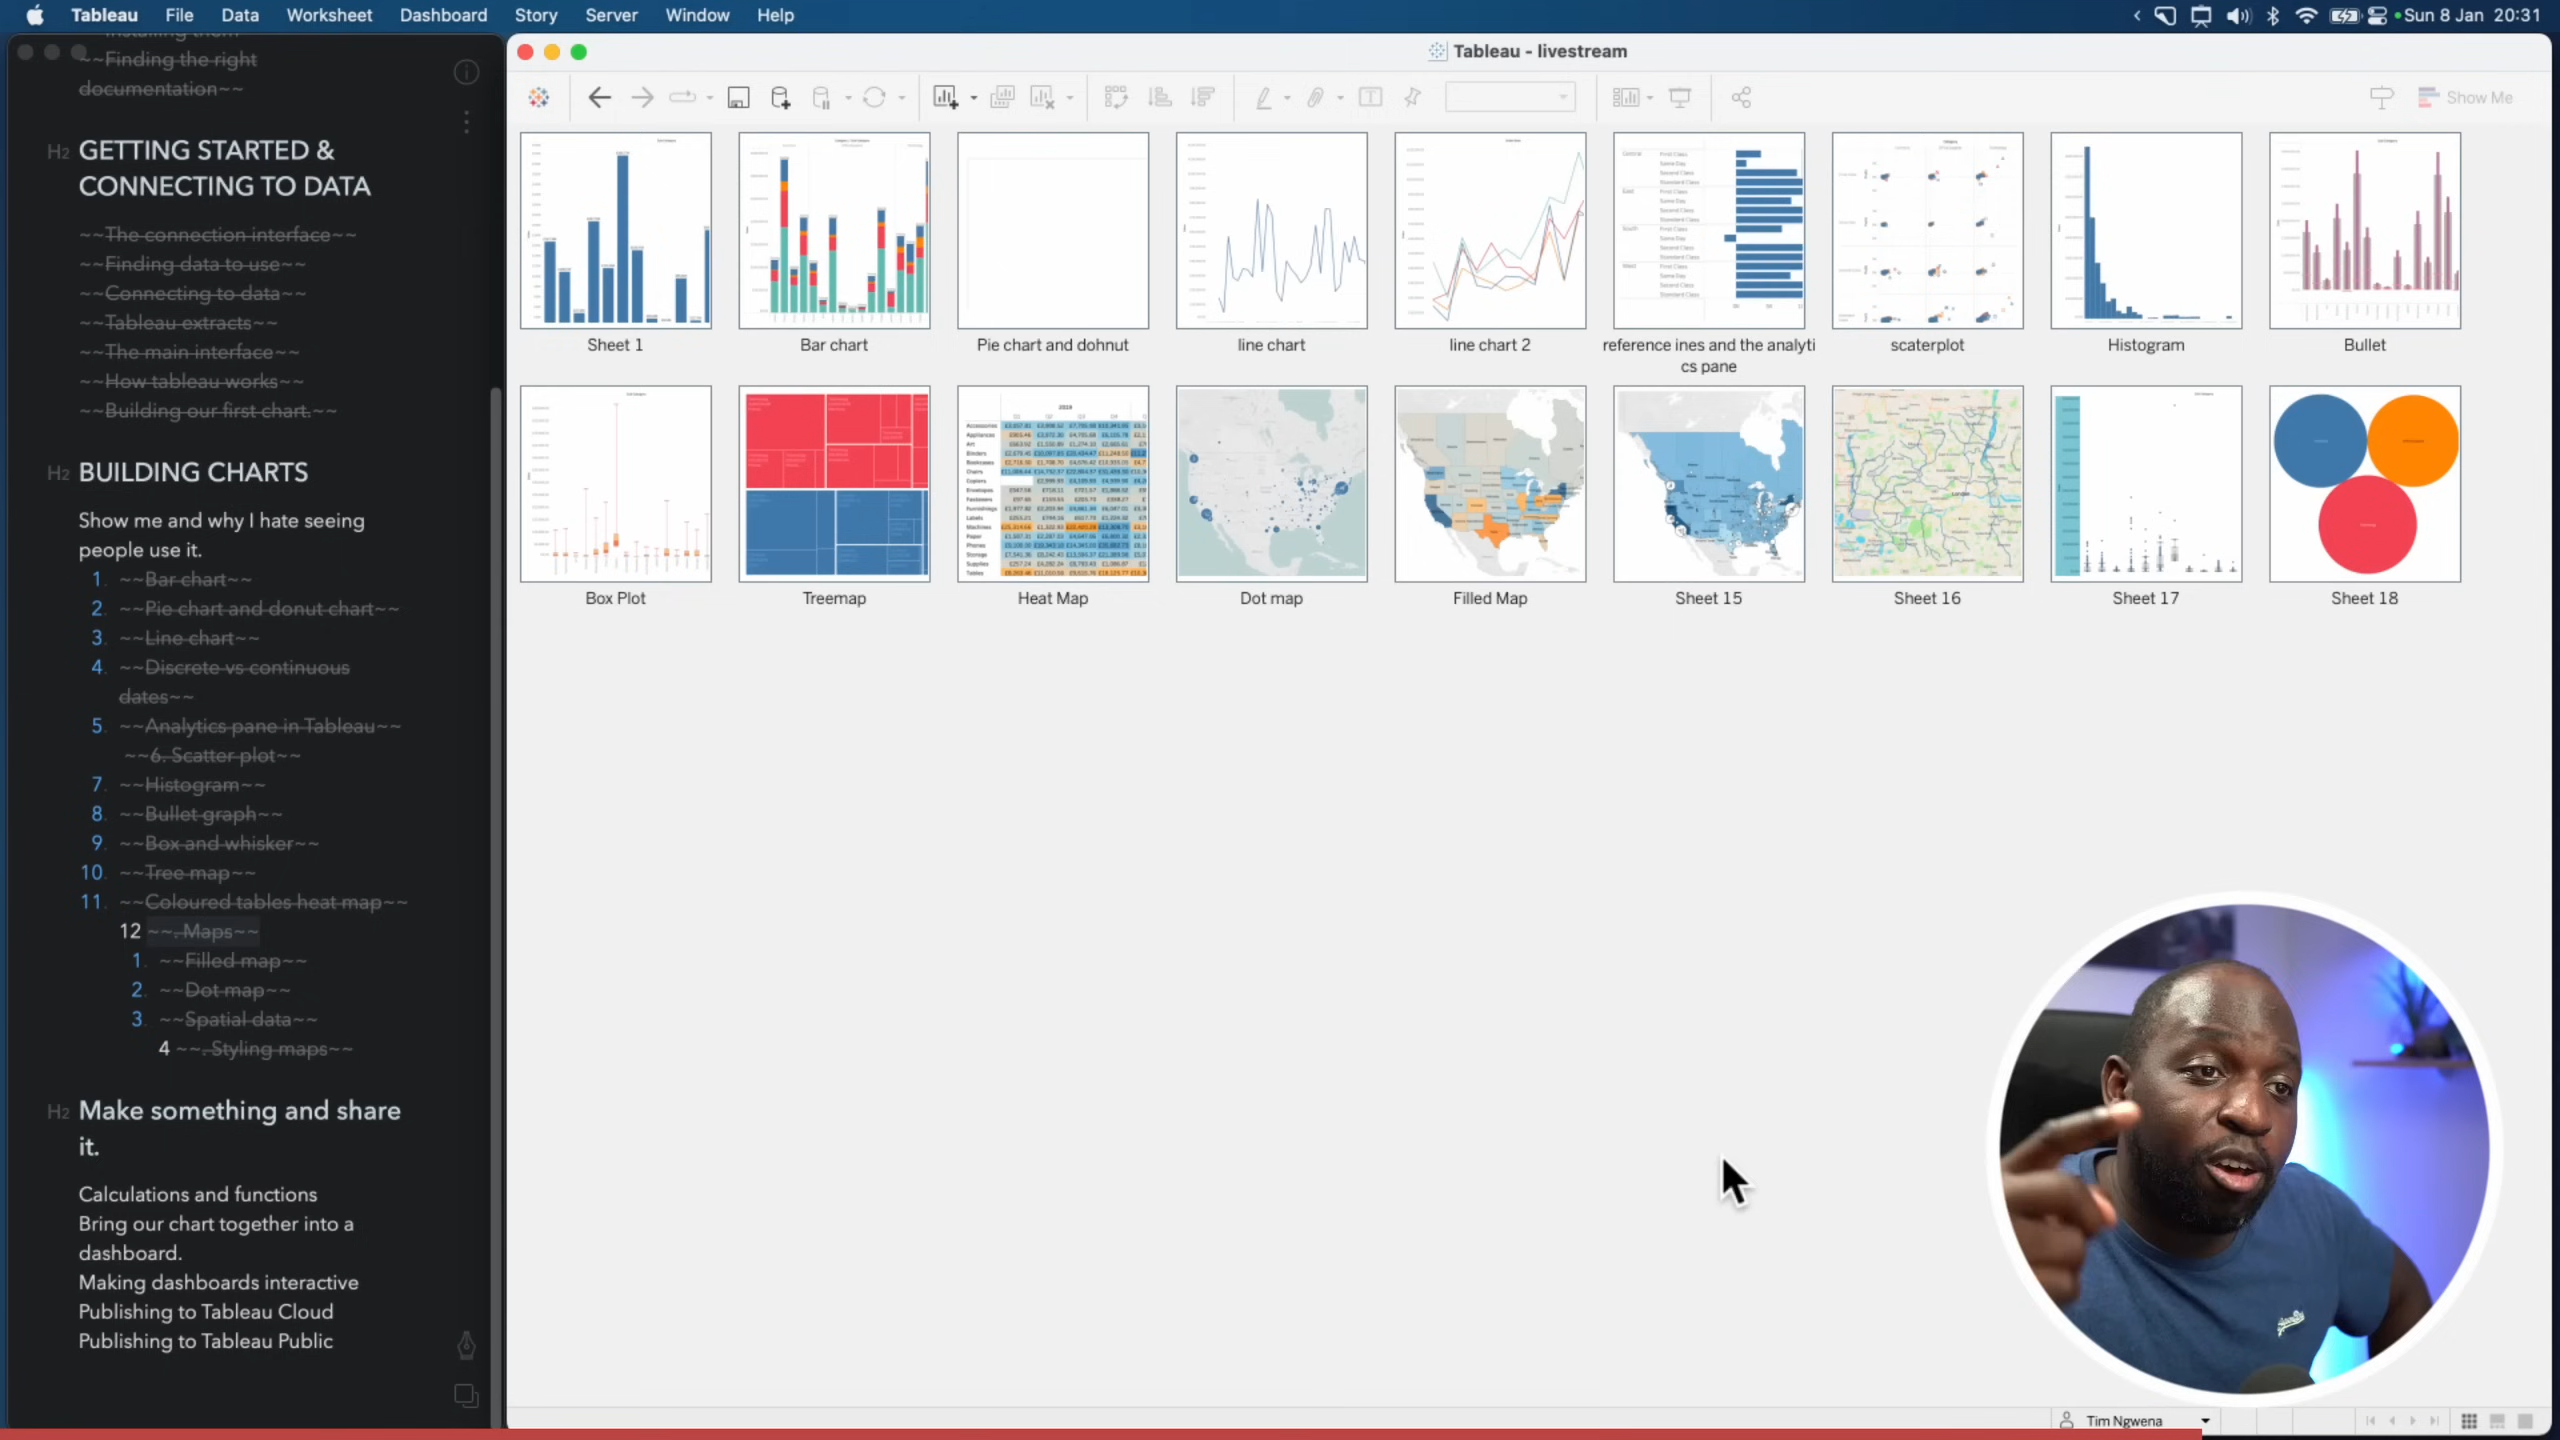 Tableau File Data Worksheet Dashboard Story Server Window Help
Sun 8 Jan 20:31
Installing them
~~Finding the right
documentation~~
H2 GETTING STARTED &
CONNECTING TO DATA
~~The connection interface~~
~~Finding data to use~~
~~Connecting to data~~
~~Tableau extracts~~
~~The main interface~~
~~How tableau works~~
~~Building our first chart.~~
H2 BUILDING CHARTS
Show me and why I hate seeing
people use it.
1. ~~Bar chart~~
2. ~~Pie chart and donut chart~~
3. ~~Line chart~~
4. ~~Discrete vs continuous
dates~~
5. ~~Analytics pane in Tableau~~
~~6. Scatter plot~~
7. ~~Histogram~~
8. ~~Bullet graph~~
9. ~~Box and whisker~~
10. ~~Tree map~~
11. ~~Coloured tables heat map~~
12 ~~. Maps~~
1. ~~Filled map~~
2. ~~Dot map~~
3. ~~Spatial data~~
4 ~~. Styling maps~~
H2 Make something and share
it.
Calculations and functions
Bring our chart together into a
dashboard.
Making dashboards interactive
Publishing to Tableau Cloud
Publishing to Tableau Public
Tableau - livestream
Show Me
Sheet 1
Bar chart
Pie chart and dohnut
line chart
line chart 2
reference ines and the analyti
cs pane
scaterplot
Histogram
Bullet
Box Plot
Treemap
Heat Map
Dot map
Filled Map
Sheet 15
Sheet 16
Sheet 17
Sheet 18
Tim Ngwena